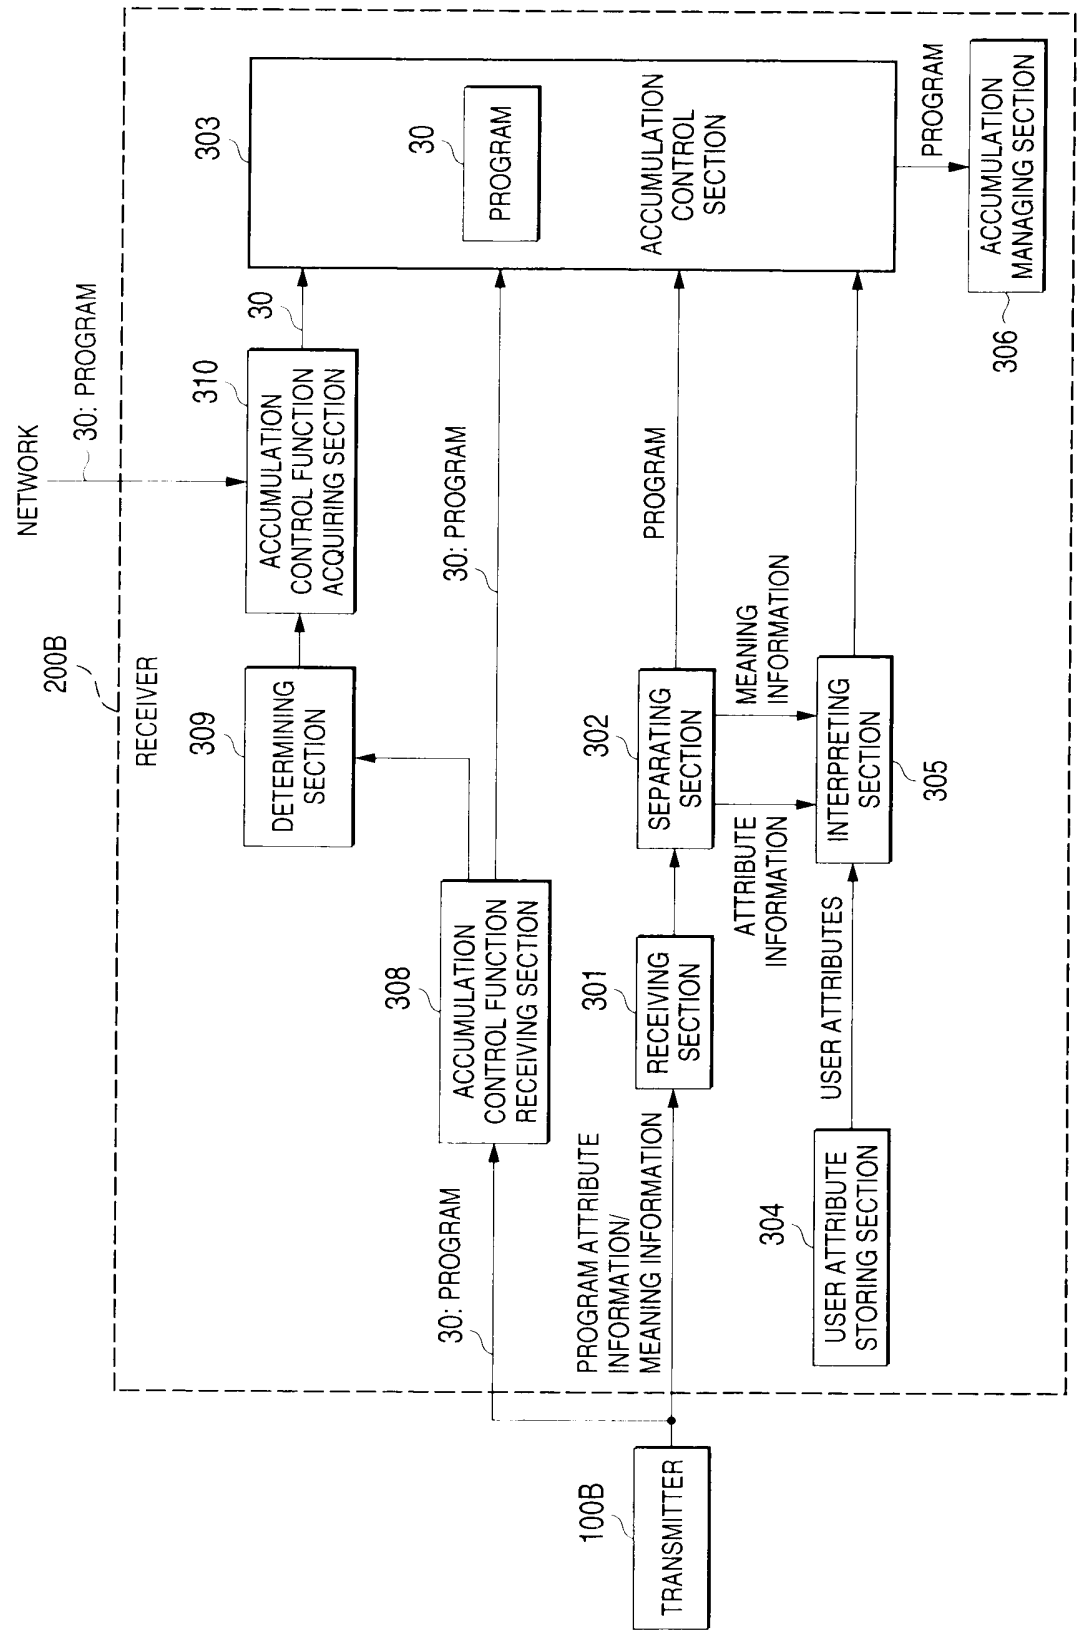 NETWORK
30: PROGRAM
200B
RECEIVER
309
DETERMINING
SECTION
310
ACCUMULATION
CONTROL FUNCTION
ACQUIRING SECTION
30
303
30
PROGRAM
ACCUMULATION
CONTROL
SECTION
308
ACCUMULATION
CONTROL FUNCTION
RECEIVING SECTION
30: PROGRAM
30: PROGRAM
100B
TRANSMITTER
PROGRAM ATTRIBUTE
INFORMATION/
MEANING INFORMATION
301
RECEIVING
SECTION
302
SEPARATING
SECTION
PROGRAM
ATTRIBUTE
INFORMATION
MEANING
INFORMATION
304
USER ATTRIBUTE
STORING SECTION
USER ATTRIBUTES
INTERPRETING
SECTION
305
PROGRAM
ACCUMULATION
MANAGING SECTION
306